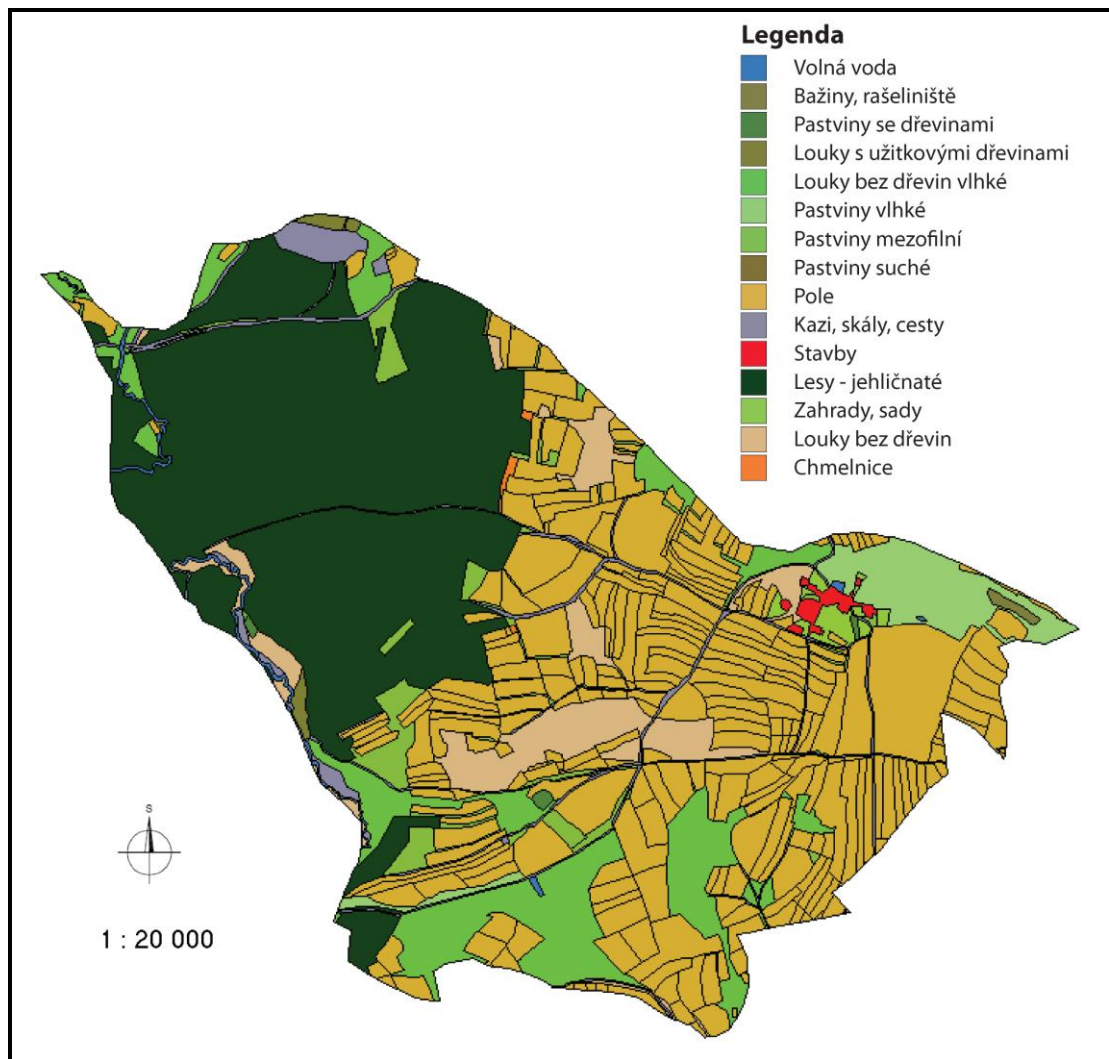 Legenda
Volná voda
Bažiny, rašeliniště
Pastviny se dřevinami
Louky s užitkovými dřevinami
Louky bez dřevin vlhké
Pastviny vlhké
Pastviny mezofilní
Pastviny suché
Pole
Kazi, skály, cesty
Stavby
Lesy - jehličnaté
Zahrady, sady
Louky bez dřevin
Chmelnice
S
1 : 20 000